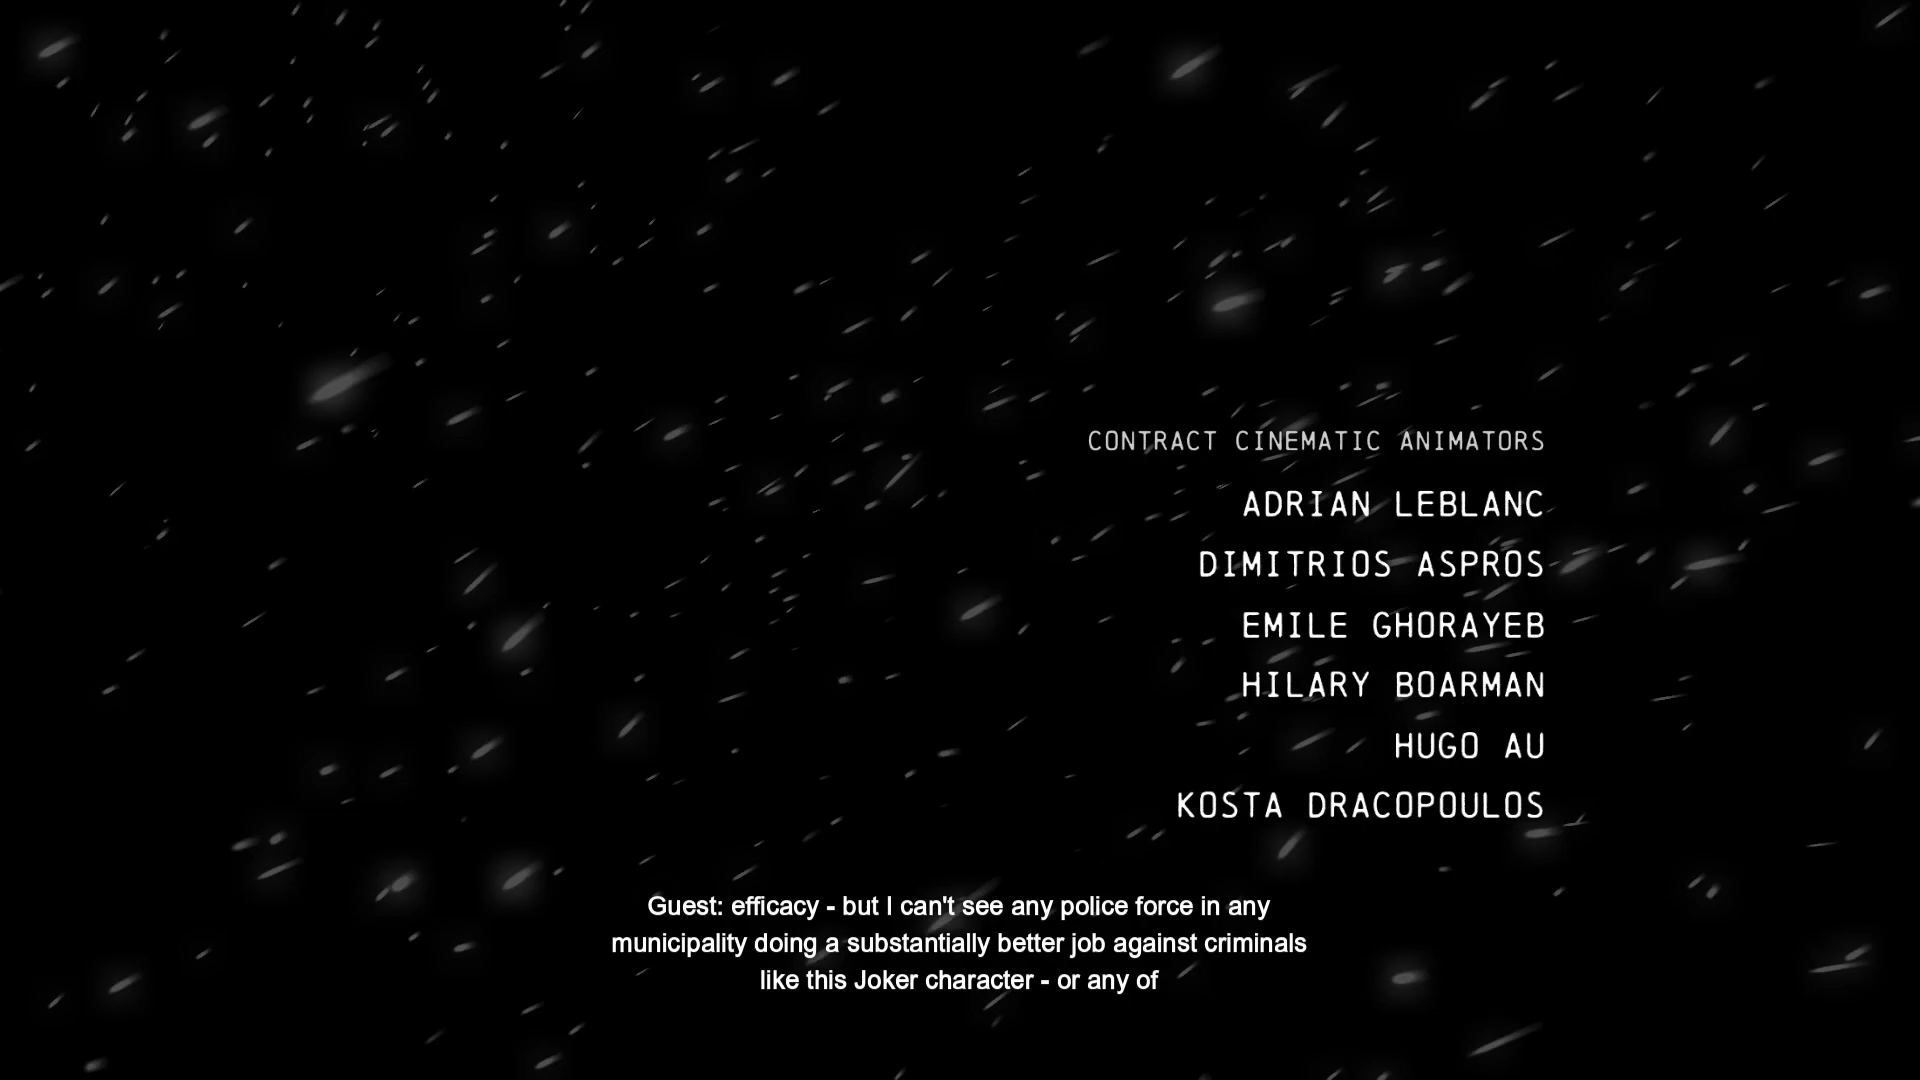 CONTRACT CINEMATIC ANIMATORS
ADRIAN LEBLANC
DIMITRIOS ASPROS
EMILE GHORAYEB
HILARY BOARMAN
HUGO AU
KOSTA DRACOPOULOS
Guest: efficacy - but I can't see any police force in any
municipality doing a substantially better job against criminals
like this Joker character - or any of